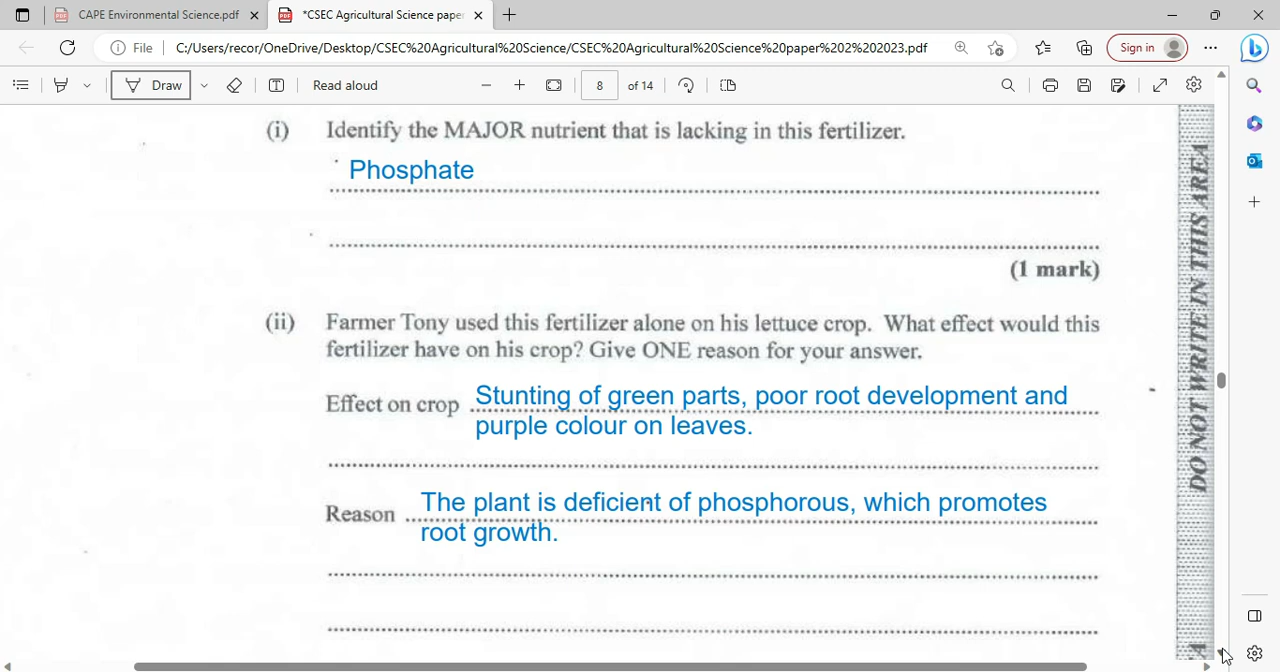 CAPE Environmental Science.pdf
*CSEC Agricultural Science paper
File
C:/Users/recor/OneDrive/Desktop/CSEC%20Agricultural%20Science/CSEC%20Agricultural%20science%20paper%202%202023.pdf
Sign in
Draw
Read aloud
8 of 14
(i) Identify the MAJOR nutrient that is lacking in this fertilizer.
Phosphate
(1 mark)
(ii) Farmer Tony used this fertilizer alone on his lettuce crop. What effect would this
fertilizer have on his crop? Give ONE reason for your answer.
Effect on crop Stunting of green parts, poor root development and
purple colour on leaves.
Reason The plant is deficient of phosphorous, which promotes
root growth.
DO NOT WRITE IN THIS AREA
A